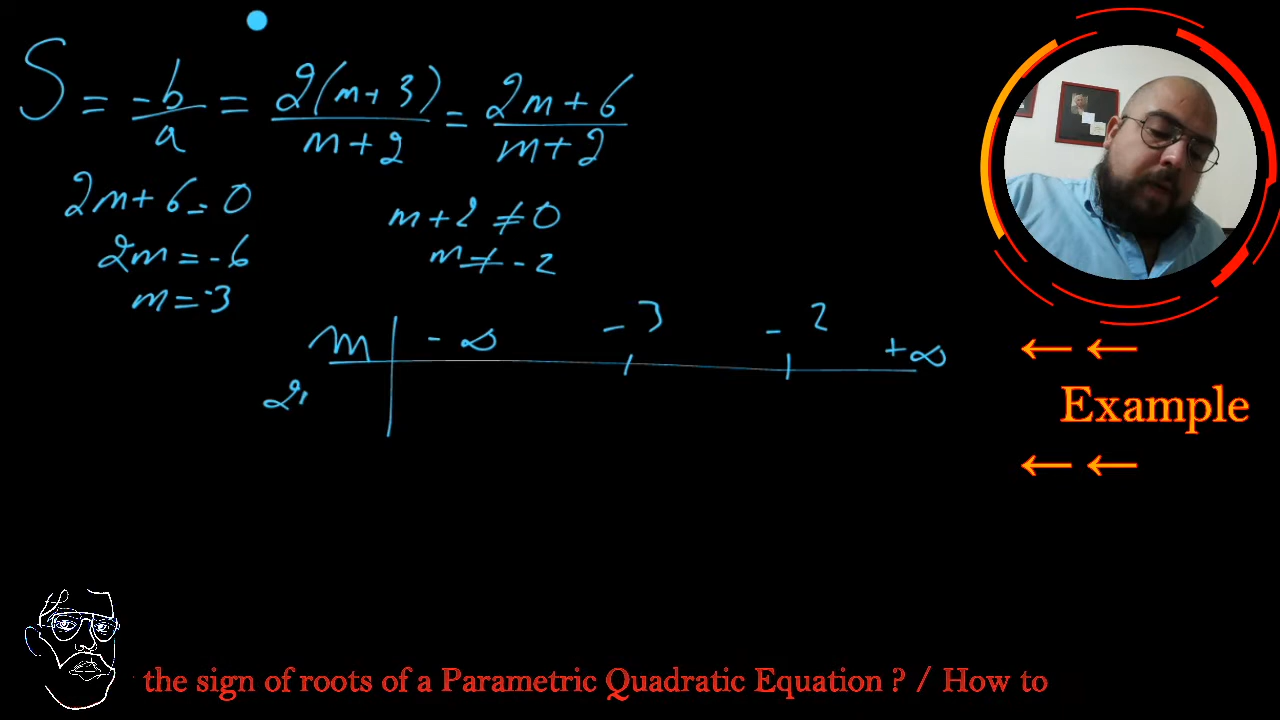 S = -b/a = 2(m+3)/m+2 = 2m+6/m+2
2m+6=0
m+2≠0
2m=-6
m≠-2
m=-3
m -∞ -3 -2 +∞
2
Example
the sign of roots of a Parametric Quadratic Equation ? / How to